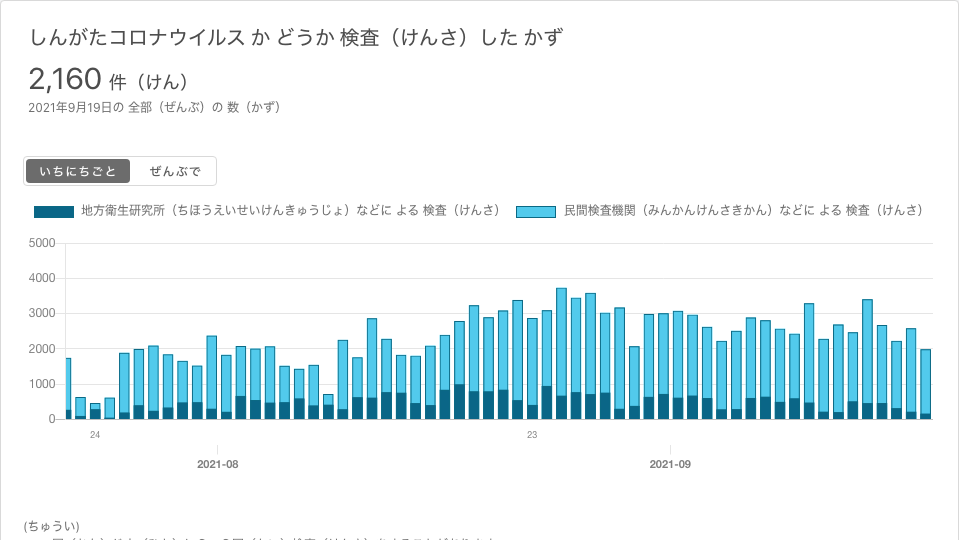 しんがたコロナウイルス か どうか 検査（けんさ）した かず
2,160 件（けん）
2021年9月19日の 全部（ぜんぶ）の 数（かず）
いちにちごと ぜんぶで
地方衛生研究所（ちほうえいせいけんきゅうじょ）などに よる 検査（けんさ） 民間検査機関（みんかんけんさきかん）などに よる 検査（けんさ）
5000
4000
3000
2000
1000
0
24 23
2021-08 2021-09
(ちゅうい)